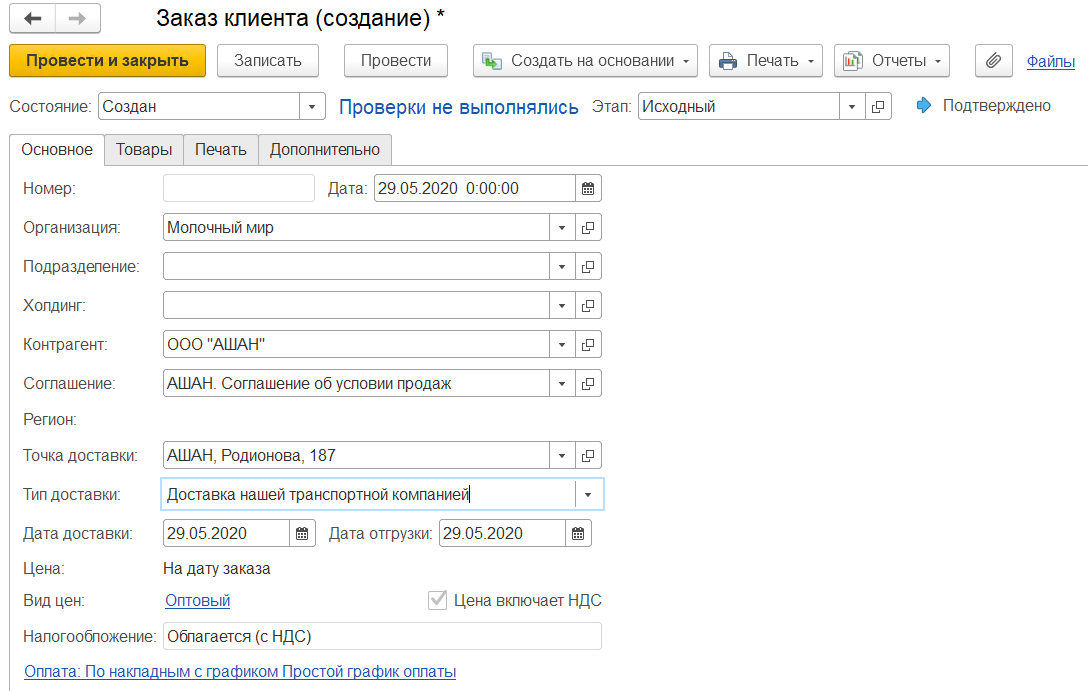 Заказ клиента (создание) *
Провести и закрыть Записать Провести Создать на основании Печать Отчеты Файлы
Состояние: Создан Проверки не выполнялись Этап: Исходный Подтверждено
Основное Товары Печать Дополнительно
Номер: Дата: 29.05.2020 0:00:00
Организация: Молочный мир
Подразделение:
Холдинг:
Контрагент: ООО "АШАН"
Соглашение: АШАН. Соглашение об условии продаж
Регион:
Точка доставки: АШАН, Родионова, 187
Тип доставки: Доставка нашей транспортной компанией
Дата доставки: 29.05.2020 Дата отгрузки: 29.05.2020
Цена: На дату заказа
Вид цен: Оптовый Цена включает НДС
Налогообложение: Облагается (с НДС)
Оплата: По накладным с графиком Простой график оплаты